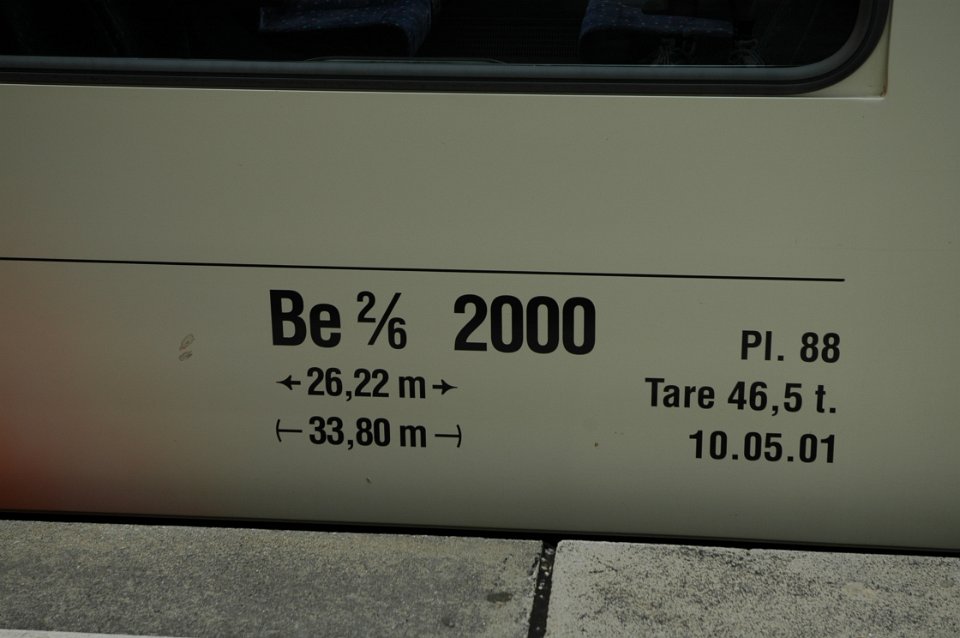 Be 2/6 2000
←26,22 m→
⊢33,80 m⊣
Pl. 88
Tare 46,5 t.
10.05.01